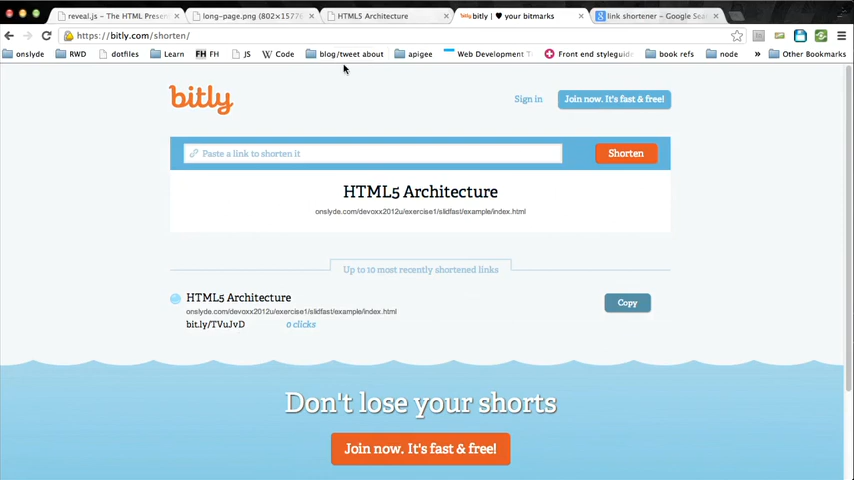 reveal.js – The HTML Presen
long-page.png (802×1577
HTML5 Architecture
bitly | ♥ your bitmarks
link shortener – Google Sea
https://bitly.com/shorten/
onslyde
RWD
dotfiles
Learn
FH FH
JS
Code
blog/tweet about
apigee
Web Development T
Front end styleguide
book refs
node
»
Other Bookmarks
bitly
Sign in
Join now. It's fast & free!
Paste a link to shorten it
Shorten
HTML5 Architecture
onslyde.com/devoxx2012u/exercise1/slidfast/example/index.html
Up to 10 most recently shortened links
HTML5 Architecture
onslyde.com/devoxx2012u/exercise1/slidfast/example/index.html
bit.ly/TVuJvD
0 clicks
Copy
Don't lose your shorts
Join now. It's fast & free!